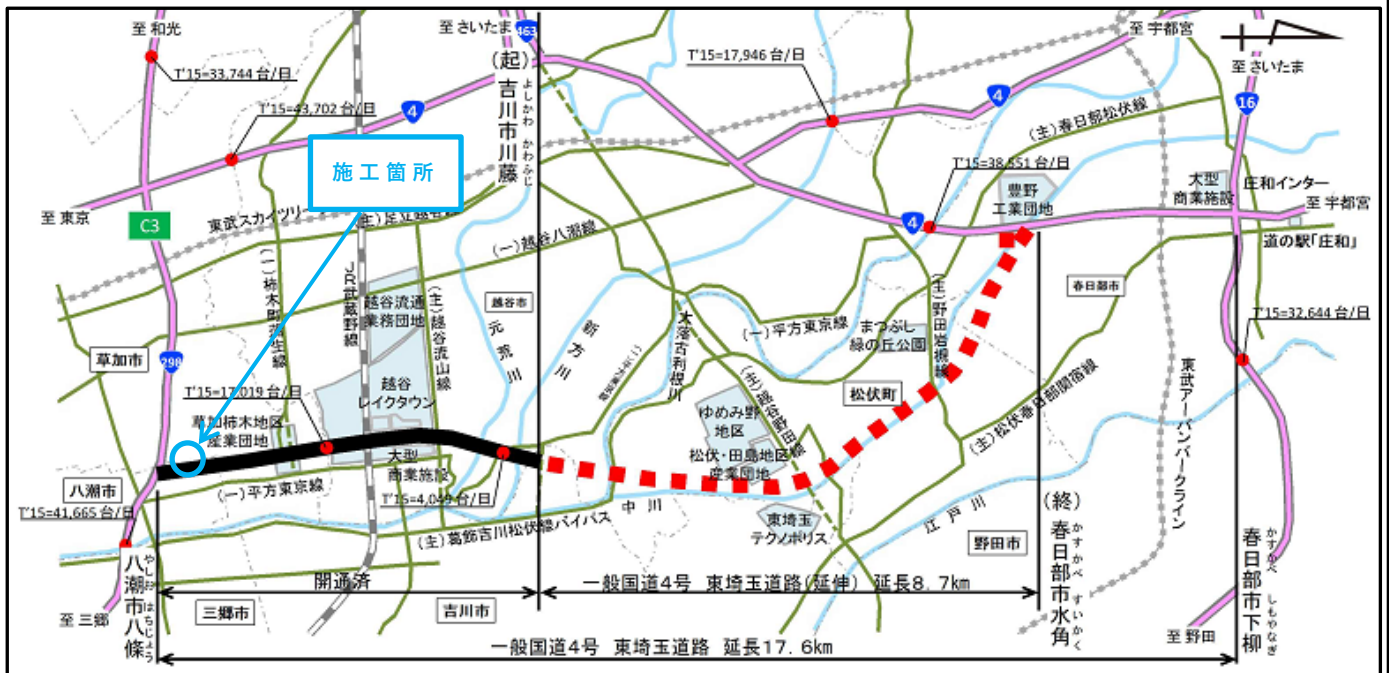 至 和光
至 さいたま
463
(起)
吉川市川藤
よしかわ かわふじ
至 宇都宮
至 さいたま
T'15=33,744 台/日
T'15=17,946 台/日
T'15=43,702 台/日
4
4
16
(主)春日部松伏線
施工箇所
T'15=38,551 台/日
豊野
工業団地
大型
商業施設
庄和インター
至 宇都宮
道の駅「庄和」
至 東京
C3
東武スカイツリー
(主)足立越谷線
(一)越谷八潮線
4
(一)柿木町蒲生線
JR武蔵野線
越谷流通
業務団地
(主)越谷流山線
越谷市
元荒川
新方川
大落古利根川
(一)平方東京線
まつぶし
緑の丘公園
(主)野田岩槻線
春日部市
T'15=32,644 台/日
草加市
298
T'15=17,019 台/日
越谷
レイクタウン
草加柿木地区
産業団地
ゆめみ野
地区
(主)越谷野田線
松伏町
(主)松伏春日部関宿線
東武アーバンパークライン
松伏・田島地区
産業団地
大型
商業施設
八潮市
(一)平方東京線
T'15=4,049 台/日
T'15=41,665 台/日
中川
東埼玉
テクノポリス
江戸川
野田市
(主)葛飾吉川松伏線バイパス
八潮市八條
やしお はちじょう
(終)
春日部市水角
かすかべ すいかく
春日部市下柳
かすかべ しもやなぎ
開通済
一般国道4号 東埼玉道路(延伸) 延長8.7km
至 三郷
三郷市
吉川市
至 野田
一般国道4号 東埼玉道路 延長17.6km